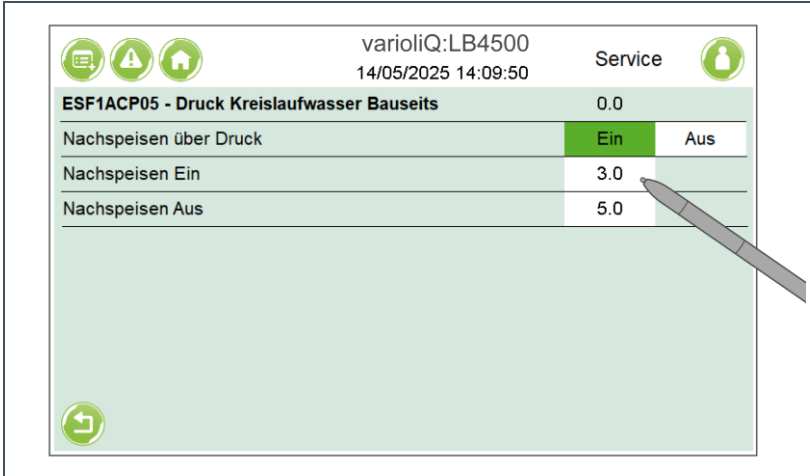 varioliQ:LB4500
14/05/2025 14:09:50
Service
ESF1ACP05 - Druck Kreislaufwasser Bauseits 0.0
Nachspeisen über Druck Ein Aus
Nachspeisen Ein 3.0
Nachspeisen Aus 5.0